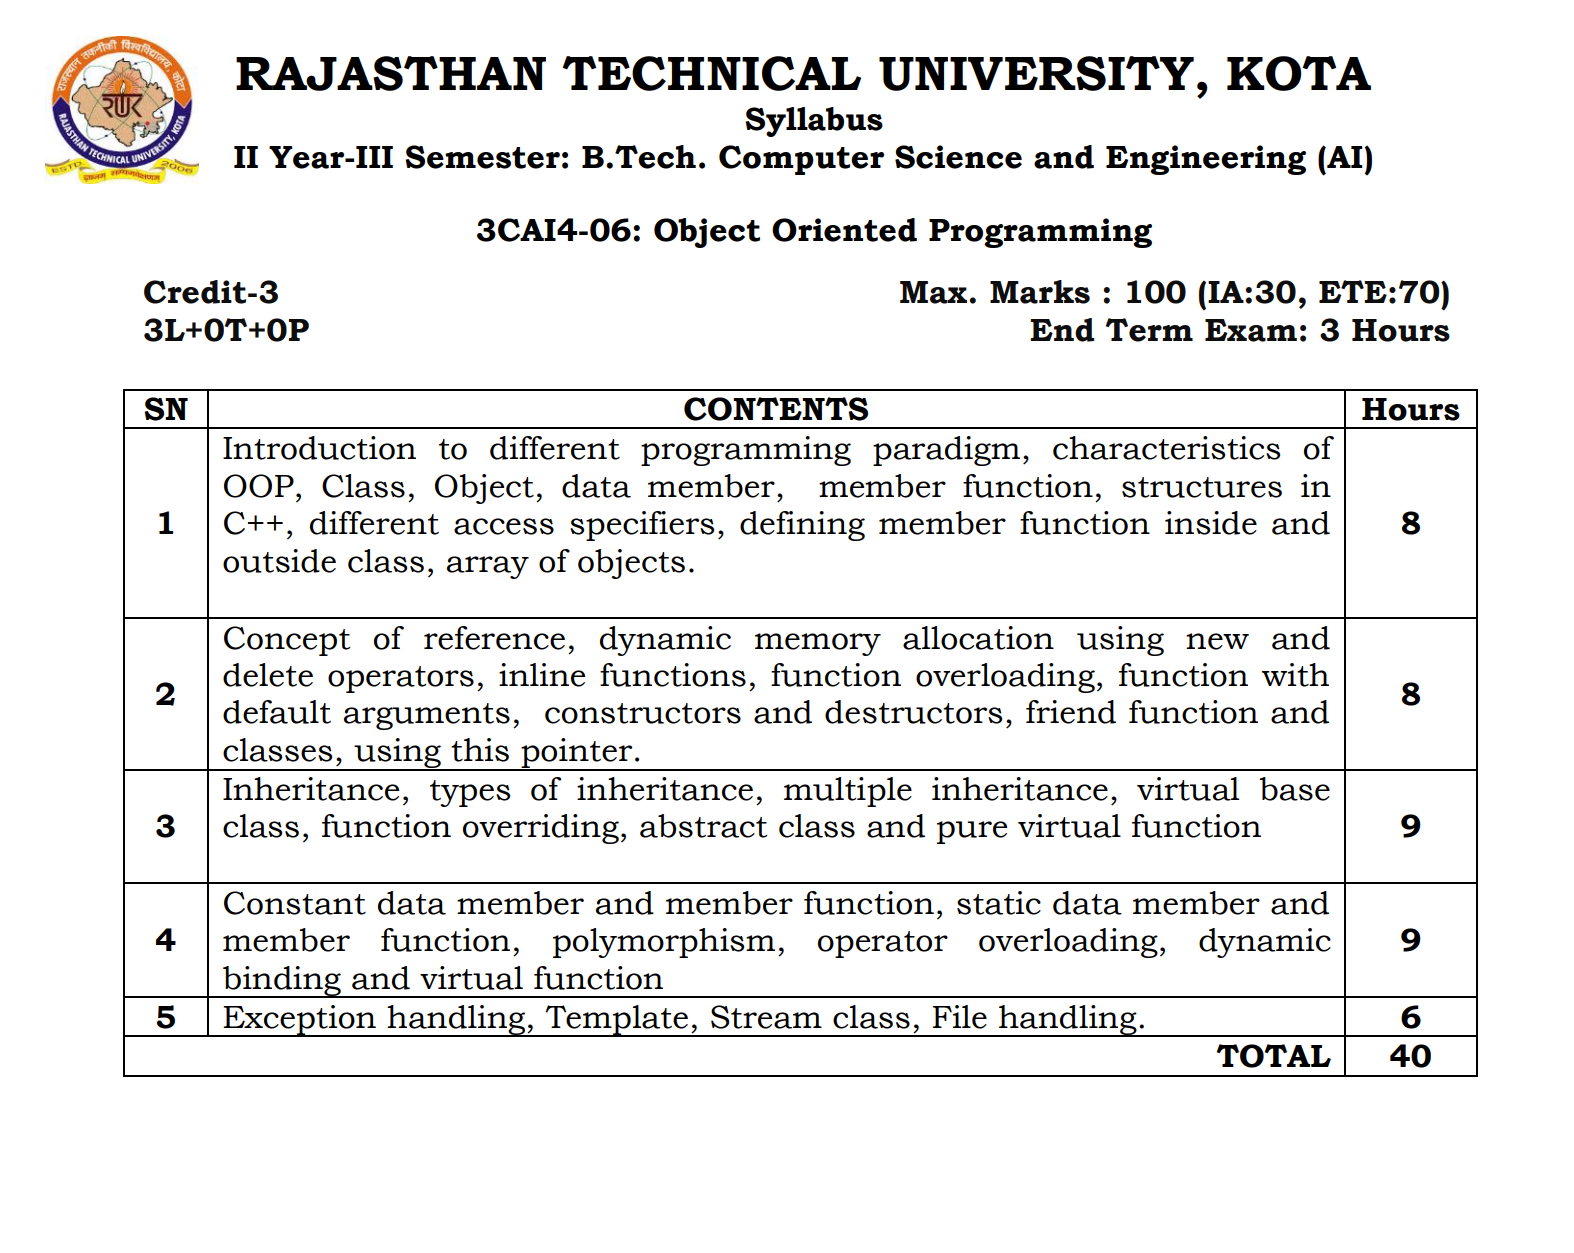 राजस्थान तकनीकी विश्वविद्यालय, कोटा
RAJASTHAN TECHNICAL UNIVERSITY, KOTA
ESTD. 2006
RAJASTHAN TECHNICAL UNIVERSITY, KOTA
Syllabus
II Year-III Semester: B.Tech. Computer Science and Engineering (AI)
3CAI4-06: Object Oriented Programming
Credit-3 Max. Marks : 100 (IA:30, ETE:70)
3L+0T+0P End Term Exam: 3 Hours
SN CONTENTS Hours
1 Introduction to different programming paradigm, characteristics of
OOP, Class, Object, data member, member function, structures in
C++, different access specifiers, defining member function inside and
outside class, array of objects. 8
2 Concept of reference, dynamic memory allocation using new and
delete operators, inline functions, function overloading, function with
default arguments, constructors and destructors, friend function and
classes, using this pointer. 8
3 Inheritance, types of inheritance, multiple inheritance, virtual base
class, function overriding, abstract class and pure virtual function 9
4 Constant data member and member function, static data member and
member function, polymorphism, operator overloading, dynamic
binding and virtual function 9
5 Exception handling, Template, Stream class, File handling. 6
TOTAL 40